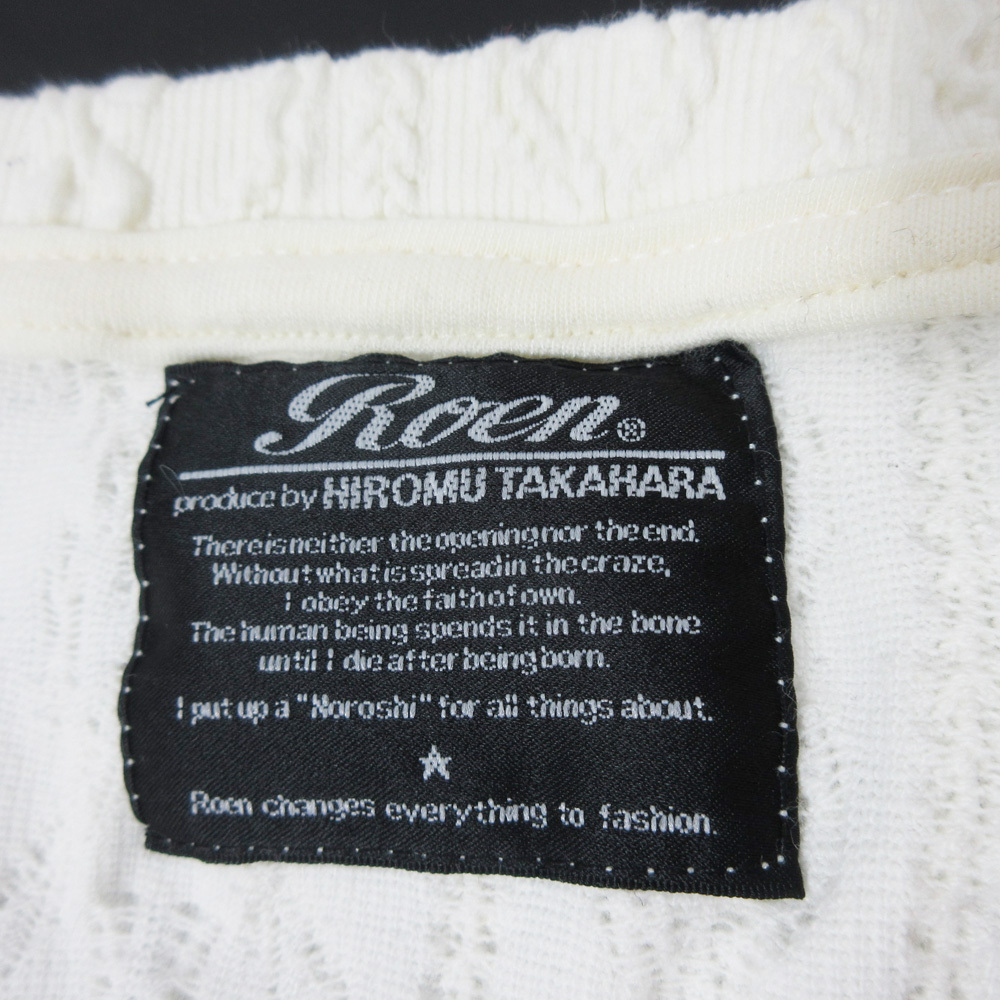 Roen®
produce by HIROMU TAKAHARA
There is neither the opening nor the end.
Without what is spread in the craze,
I obey the faith of own.
The human being spends it in the bone
until I die after being born.
I put up a "Noroshi" for all things about.
Roen changes everything to fashion.